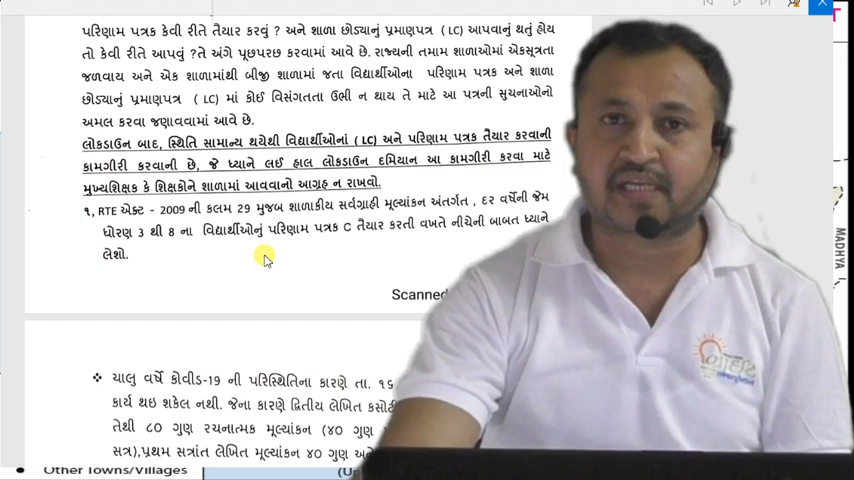 પરિણામ પત્રક કેવી રીતે તૈયાર કરવું ? અને શાળા છોડ્યાનું પ્રમાણપત્ર ( LC) આપવાનું થતું હોય
તો કેવી રીતે આપવું ?તે અંગે પૂછપરછ કરવામાં આવે છે. રાજ્યની તમામ શાળાઓમાં એકસૂત્રતા
જળવાય અને એક શાળામાંથી બીજી શાળામાં જતા વિદ્યાર્થીઓના પરિણામ પત્રક અને શાળા
છોડ્યાનું પ્રમાણપત્ર ( LC) માં કોઈ વિસંગતતા ઉભી ન થાય તે માટે આ પત્રની સુચનાઓનો
અમલ કરવા જણાવવામાં આવે છે.
લોકડાઉન બાદ, સ્થિતિ સામાન્ય થયેથી વિદ્યાર્થીઓનાં ( LC) અને પરિણામ પત્રક તૈયાર કરવાની
કામગીરી કરવાની છે, જે ધ્યાને લઈ હાલ લોકડાઉન દમિયાન આ કામગીરી કરવા માટે
મુખ્યશિક્ષક કે શિક્ષકોને શાળામાં આવવાનો આગ્રહ ન રાખવો.
૧, RTE એક્ટ - 2009 ની કલમ 29 મુજબ શાળાકીય સર્વગ્રાહી મૂલ્યાંકન અંતર્ગત , દર વર્ષની જેમ
ધોરણ 3 થી 8 ના વિદ્યાર્થીઓનું પરિણામ પત્રક C તૈયાર કરતી વખતે નીચેની બાબત ધ્યાને
લેશો.
Scanned
❖ ચાલુ વર્ષે કોવીડ-19 ની પરિસ્થિતિના કારણે તા. ૧૬
કાર્ય થઇ શકેલ નથી. જેના કારણે દ્વિતીય લેખિત
તેથી ૮૦ ગુણ રચનાત્મક મૂલ્યાંકન (૪૦ ગુણ
સત્ર),પ્રથમ સત્રાંત લેખિત મૂલ્યાંકન ૪૦ ગુણ
Other Towns/Villages
MADHYA